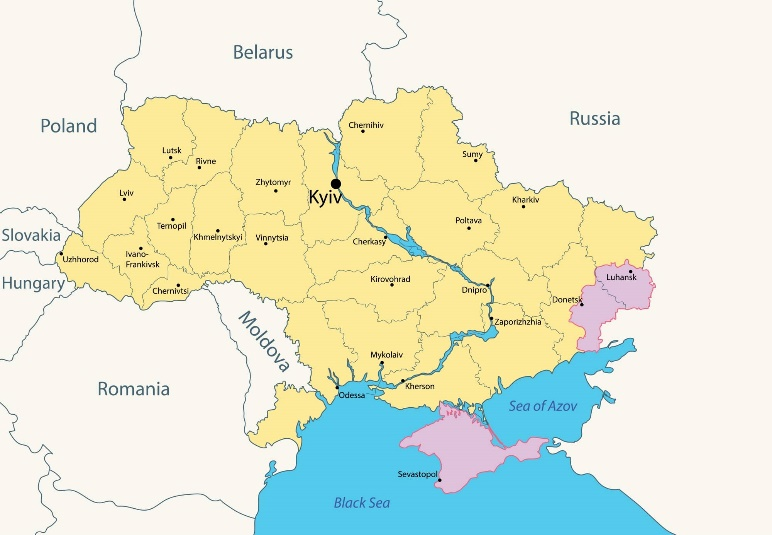 Belarus
Poland
Russia
Chernihiv
Lutsk
Rivne
Sumy
Zhytomyr
Kyiv
Lviv
Kharkiv
Ternopil
Khmelnytskyi
Vinnytsia
Cherkasy
Poltava
Slovakia
Uzhhorod
Ivano-
Frankivsk
Hungary
Chernivtsi
Kirovohrad
Dnipro
Donetsk
Luhansk
Zaporizhzhia
Moldova
Mykolaiv
Kherson
Odessa
Romania
Sea of Azov
Sevastopol
Black Sea